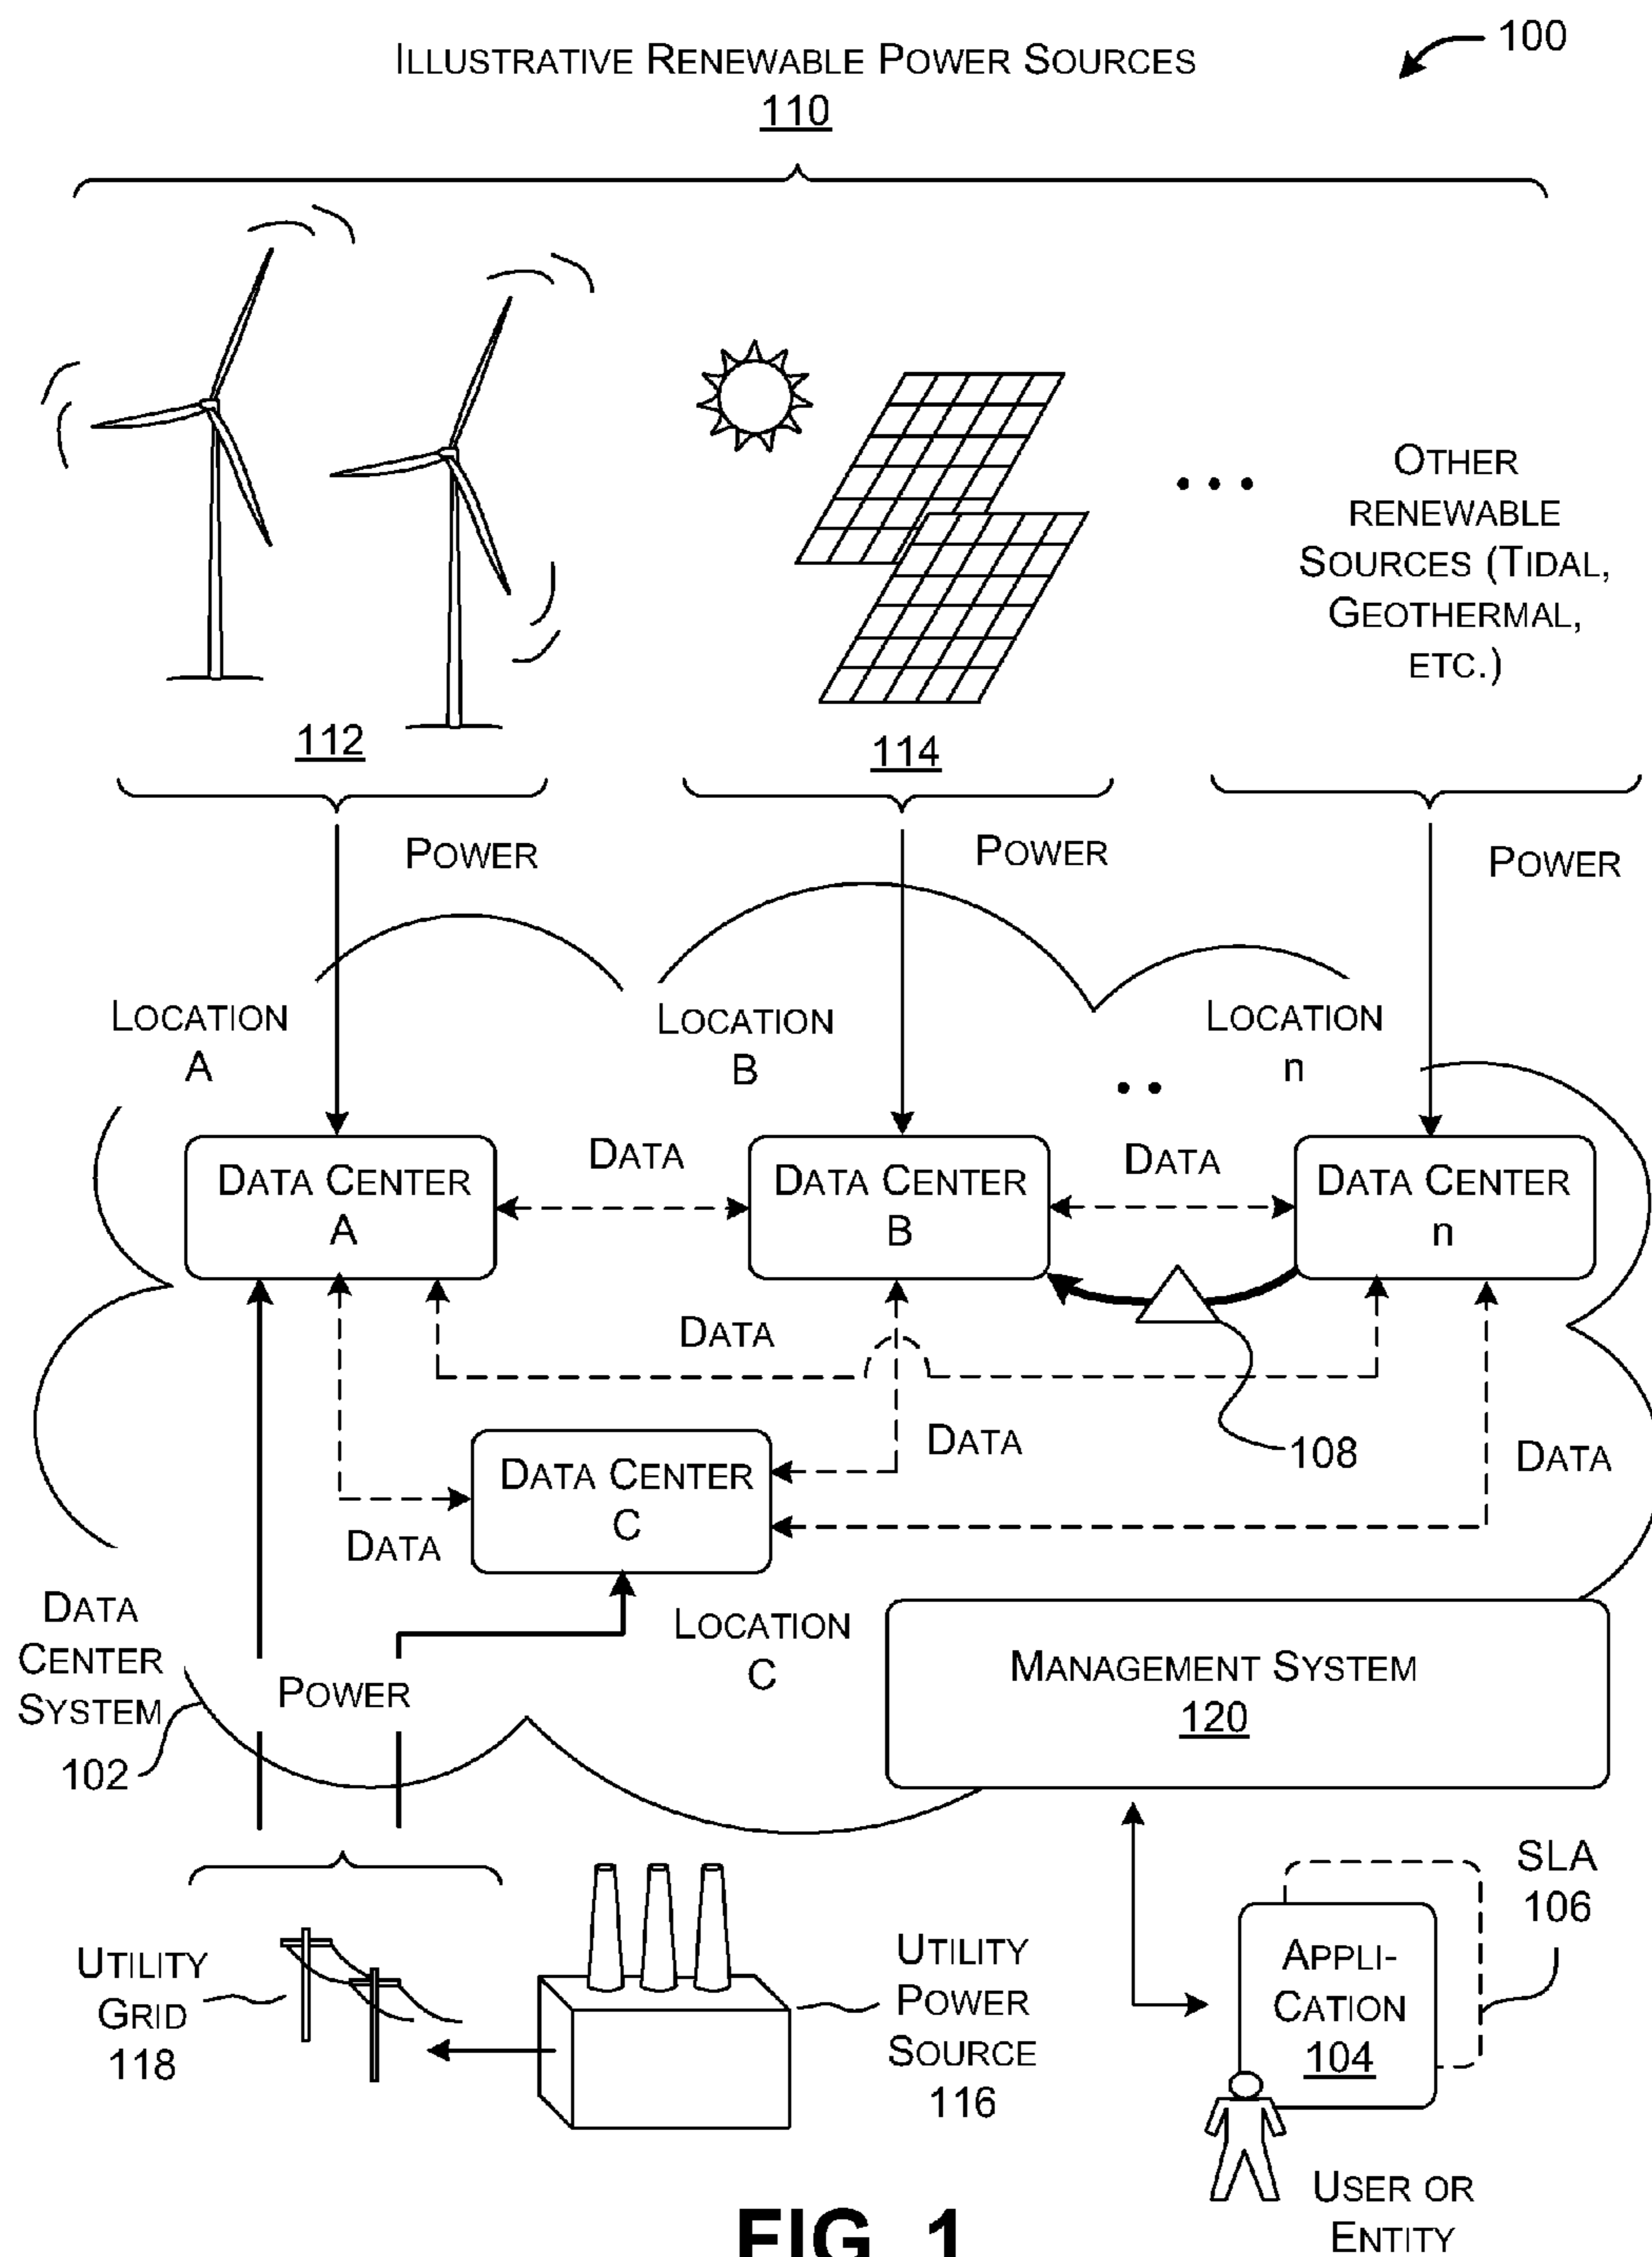 100
ILLUSTRATIVE RENEWABLE POWER SOURCES
110
OTHER
RENEWABLE
SOURCES (TIDAL,
GEOTHERMAL,
ETC.)
112
114
POWER
POWER
POWER
LOCATION
A
LOCATION
B
LOCATION
n
DATA CENTER
A
DATA
DATA CENTER
B
DATA
DATA CENTER
n
DATA
DATA
108
DATA
DATA CENTER
C
DATA
DATA
CENTER
SYSTEM
102
POWER
LOCATION
C
MANAGEMENT SYSTEM
120
SLA
106
UTILITY
GRID
118
UTILITY
POWER
SOURCE
116
APPLI-
CATION
104
USER OR
ENTITY
FIG. 1